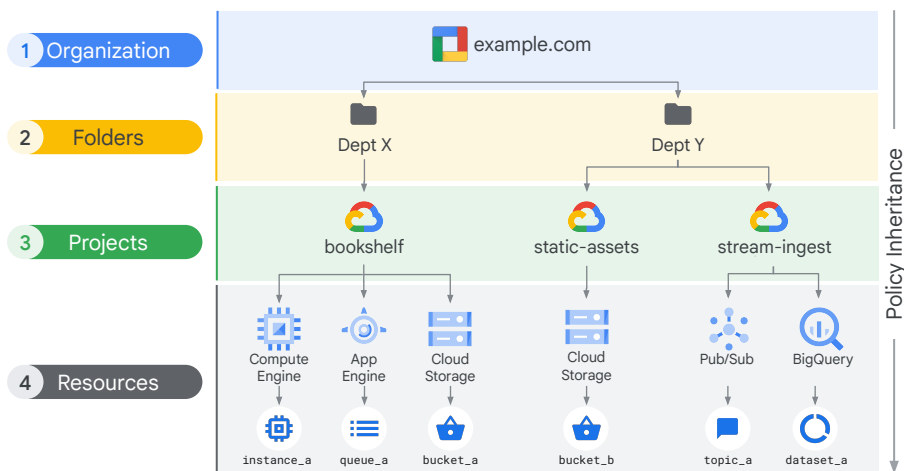 1 Organization
example.com
2 Folders
Dept X
Dept Y
3 Projects
bookshelf
static-assets
stream-ingest
4 Resources
Compute
Engine
App
Engine
Cloud
Storage
Cloud
Storage
Pub/Sub
BigQuery
instance_a
queue_a
bucket_a
bucket_b
topic_a
dataset_a
Policy Inheritance